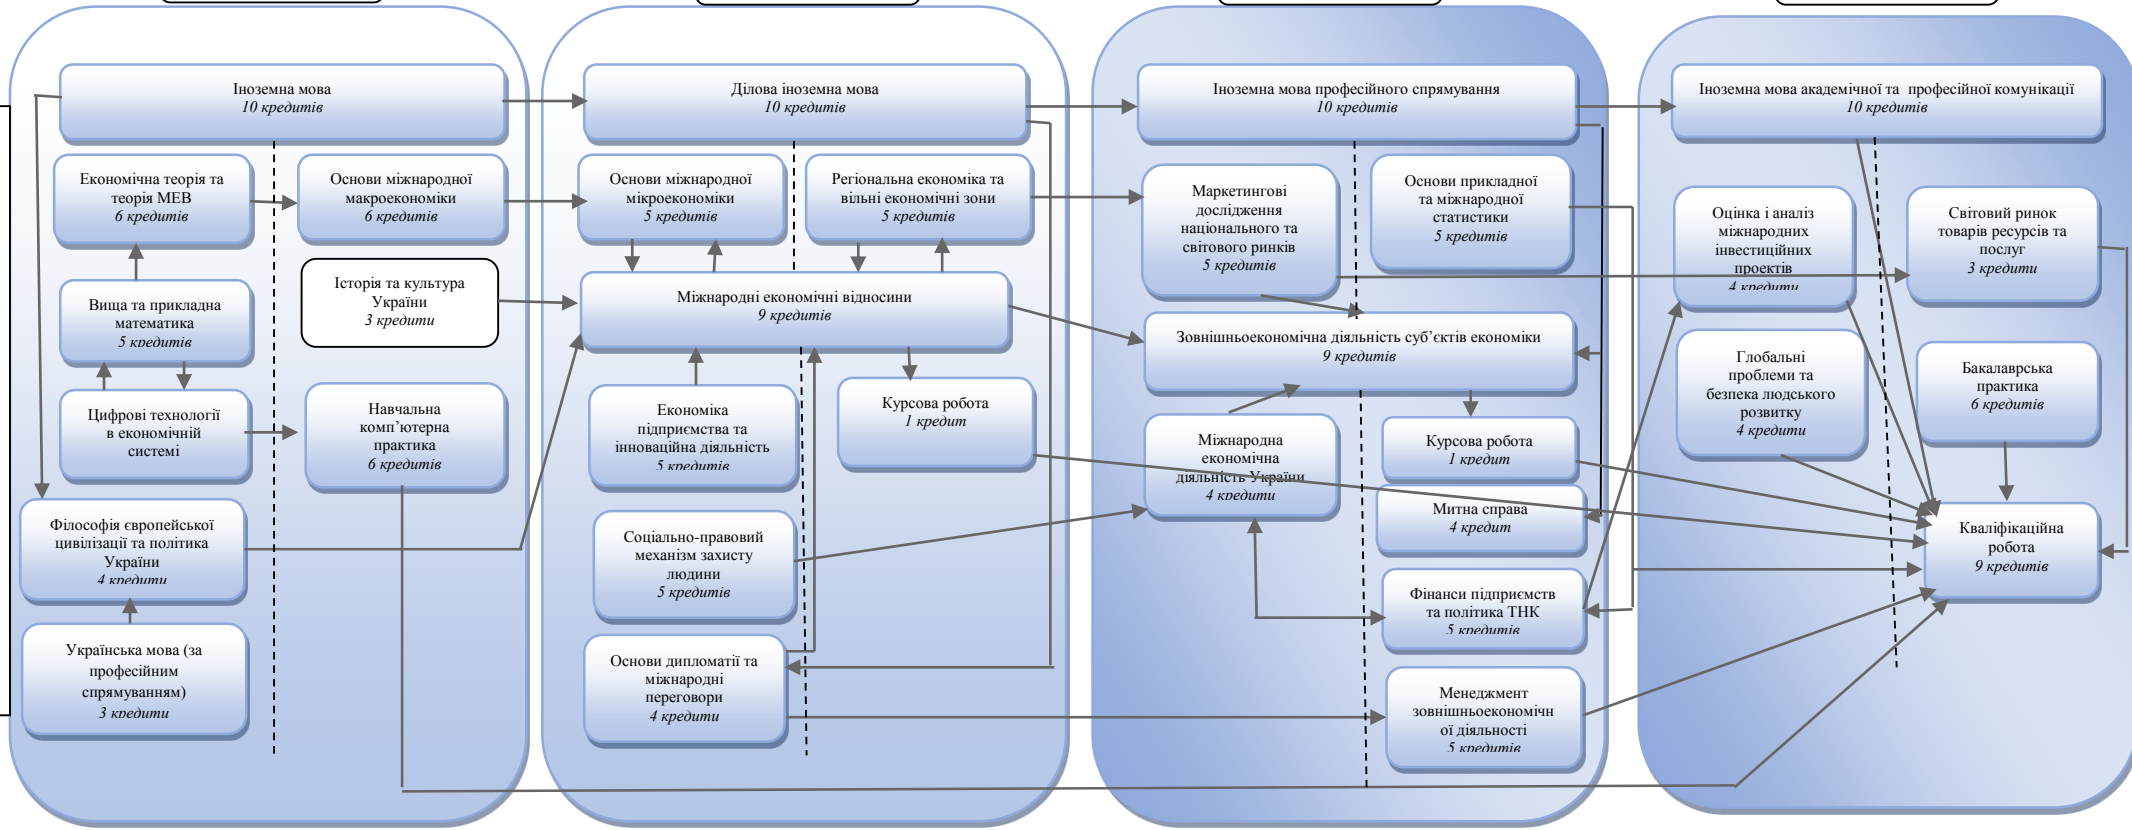 Іноземна мова
10 кредитів
Економічна теорія та
теорія МЕВ
6 кредитів
Основи міжнародної
макроекономіки
6 кредитів
Вища та прикладна
математика
5 кредитів
Історія та культура
України
3 кредити
Цифрові технології
в економічній
системі
Навчальна
комп’ютерна
практика
6 кредитів
Філософія європейської
цивілізації та політика
України
4 кредити
Українська мова (за
професійним
спрямуванням)
3 кредити
Ділова іноземна мова
10 кредитів
Основи міжнародної
мікроекономіки
5 кредитів
Регіональна економіка та
вільні економічні зони
5 кредитів
Міжнародні економічні відносини
9 кредитів
Економіка
підприємства та
інноваційна діяльність
5 кредитів
Курсова робота
1 кредит
Соціально-правовий
механізм захисту
людини
5 кредитів
Основи дипломатії та
міжнародні
переговори
4 кредити
Іноземна мова професійного спрямування
10 кредитів
Маркетингові
дослідження
національного та
світового ринків
5 кредитів
Основи прикладної
та міжнародної
статистики
5 кредитів
Зовнішньоекономічна діяльність суб’єктів економіки
9 кредитів
Міжнародна
економічна
діяльність України
4 кредити
Курсова робота
1 кредит
Митна справа
4 кредит
Фінанси підприємств
та політика ТНК
5 кредитів
Менеджмент
зовнішньоекономічн
ої діяльності
5 кредитів
Іноземна мова академічної та професійної комунікації
10 кредитів
Оцінка і аналіз
міжнародних
інвестиційних
проектів
4 кредити
Світовий ринок
товарів ресурсів та
послуг
3 кредити
Глобальні
проблеми та
безпека людського
розвитку
4 кредити
Бакалаврська
практика
6 кредитів
Кваліфікаційна
робота
9 кредитів